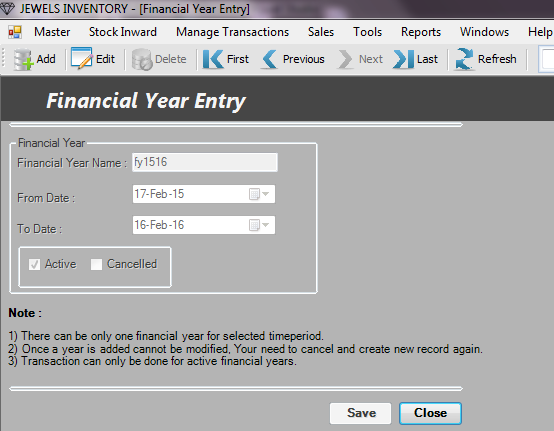 JEWELS INVENTORY - [Financial Year Entry]
Master Stock Inward Manage Transactions Sales Tools Reports Windows Help
Add Edit Delete First Previous Next Last Refresh
Financial Year Entry
Financial Year
Financial Year Name : fy1516
From Date : 17-Feb-15
To Date : 16-Feb-16
Active Cancelled
Note :
1) There can be only one financial year for selected timeperiod.
2) Once a year is added cannot be modified, Your need to cancel and create new record again.
3) Transaction can only be done for active financial years.
Save Close